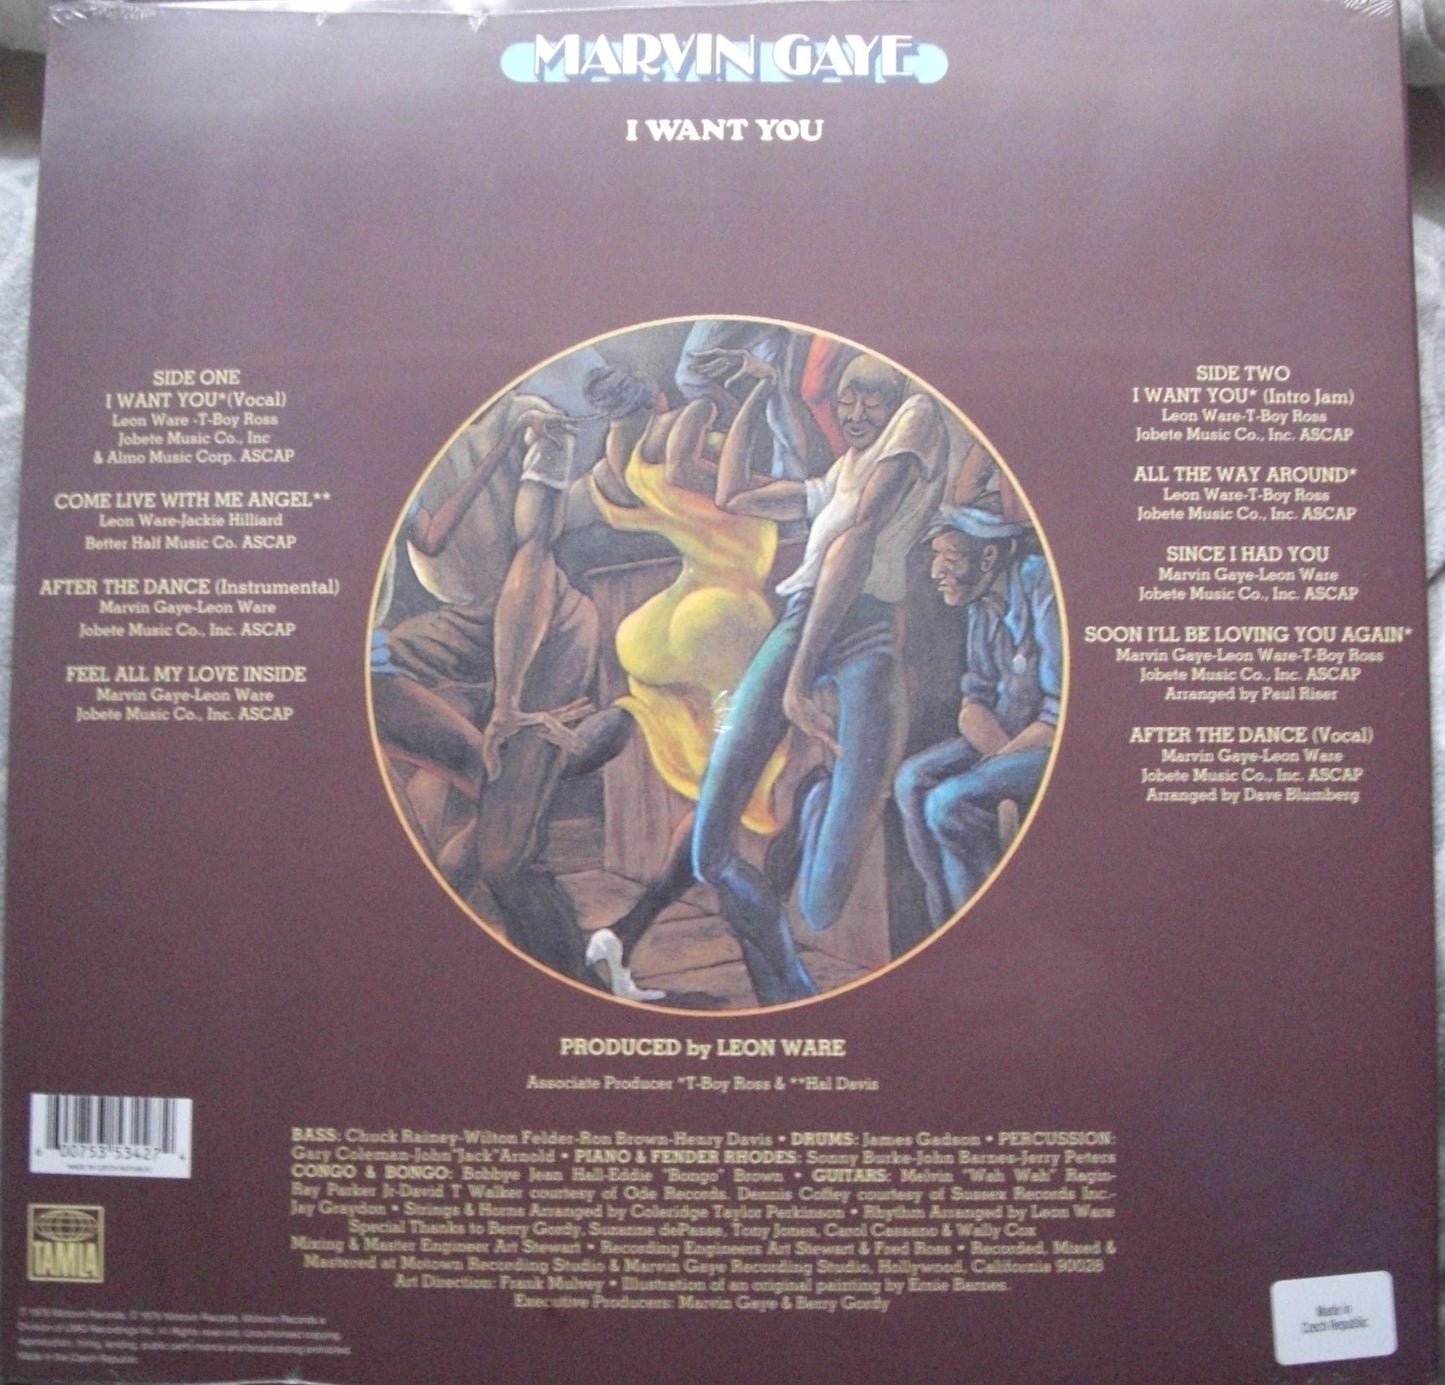 MARVIN GAYE
I WANT YOU
SIDE ONE
I WANT YOU*(Vocal)
Leon Ware -T-Boy Ross
Jobete Music Co., Inc
& Almo Music Corp. ASCAP
COME LIVE WITH ME ANGEL**
Leon Ware-Jackie Hilliard
Better Half Music Co. ASCAP
AFTER THE DANCE (Instrumental)
Marvin Gaye-Leon Ware
Jobete Music Co., Inc. ASCAP
FEEL ALL MY LOVE INSIDE
Marvin Gaye-Leon Ware
Jobete Music Co., Inc. ASCAP
SIDE TWO
I WANT YOU* (Intro Jam)
Leon Ware-T-Boy Ross
Jobete Music Co., Inc. ASCAP
ALL THE WAY AROUND*
Leon Ware-T-Boy Ross
Jobete Music Co., Inc. ASCAP
SINCE I HAD YOU
Marvin Gaye-Leon Ware
Jobete Music Co., Inc. ASCAP
SOON I'LL BE LOVING YOU AGAIN*
Marvin Gaye-Leon Ware-T-Boy Ross
Jobete Music Co., Inc. ASCAP
Arranged by Paul Riser
AFTER THE DANCE (Vocal)
Marvin Gaye-Leon Ware
Jobete Music Co., Inc. ASCAP
Arranged by Dave Blumberg
PRODUCED by LEON WARE
Associate Producer *T-Boy Ross & **Hal Davis
BASS: Chuck Rainey-Wilton Felder-Ron Brown-Henry Davis • DRUMS: James Gadson • PERCUSSION:
Gary Coleman-John "Jack" Arnold • PIANO & FENDER RHODES: Sonny Burke-John Barnes-Jerry Peters
CONGO & BONGO: Bobbye Jean Hall-Eddie "Bongo" Brown • GUITARS: Melvin "Wah Wah" Ragin-
Ray Parker Jr-David T Walker courtesy of Ode Records. Dennis Coffey courtesy of Sussex Records Inc.-
Jay Graydon • Strings & Horns Arranged by Coleridge Taylor Perkinson • Rhythm Arranged by Leon Ware
Special Thanks to Berry Gordy, Suzanne dePasse, Tony Jones, Carol Cassano & Wally Cox
Mixing & Master Engineer Art Stewart • Recording Engineers Art Stewart & Fred Ross • Recorded, Mixed &
Mastered at Motown Recording Studio & Marvin Gaye Recording Studio, Hollywood, California 90028
Art Direction: Frank Mulvey • Illustration of an original painting by Ernie Barnes.
Executive Producers: Marvin Gaye & Berry Gordy
6 00753 53427 4
MADE IN CZECH REPUBLIC
TAMLA
Made in the Czech Republic
Made in
Czech Republic